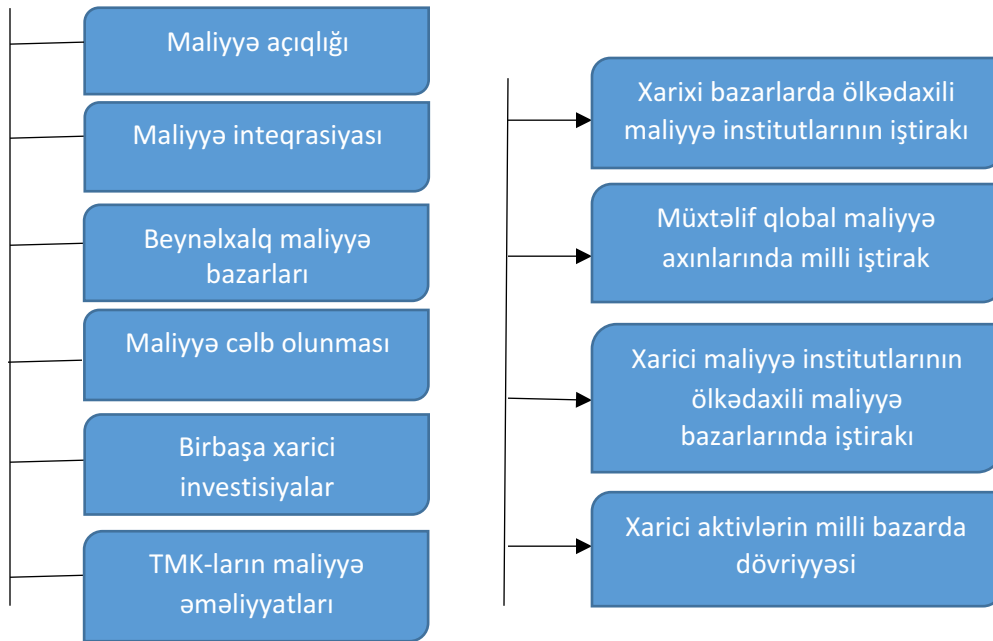 Maliyyə açıqlığı
Maliyyə inteqrasiyası
Beynəlxalq maliyyə
bazarları
Maliyyə cəlb olunması
Birbaşa xarici
investisiyalar
TMK-ların maliyyə
əməliyyatları
Xarixi bazarlarda ölkədaxili
maliyyə institutlarının iştirakı
Müxtəlif qlobal maliyyə
axınlarında milli iştirak
Xarici maliyyə institutlarının
ölkədaxili maliyyə
bazarlarında iştirakı
Xarici aktivlərin milli bazarda
dövriyyəsi